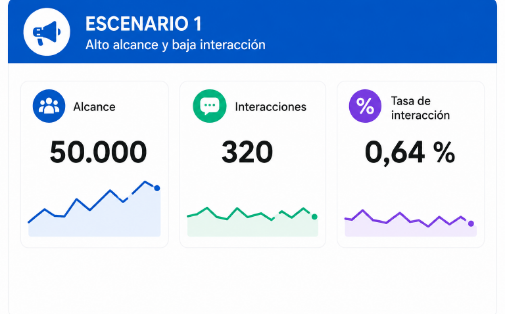 ESCENARIO 1
Alto alcance y baja interacción
Alcance
50.000
Interacciones
320
%
Tasa de
interacción
0,64 %